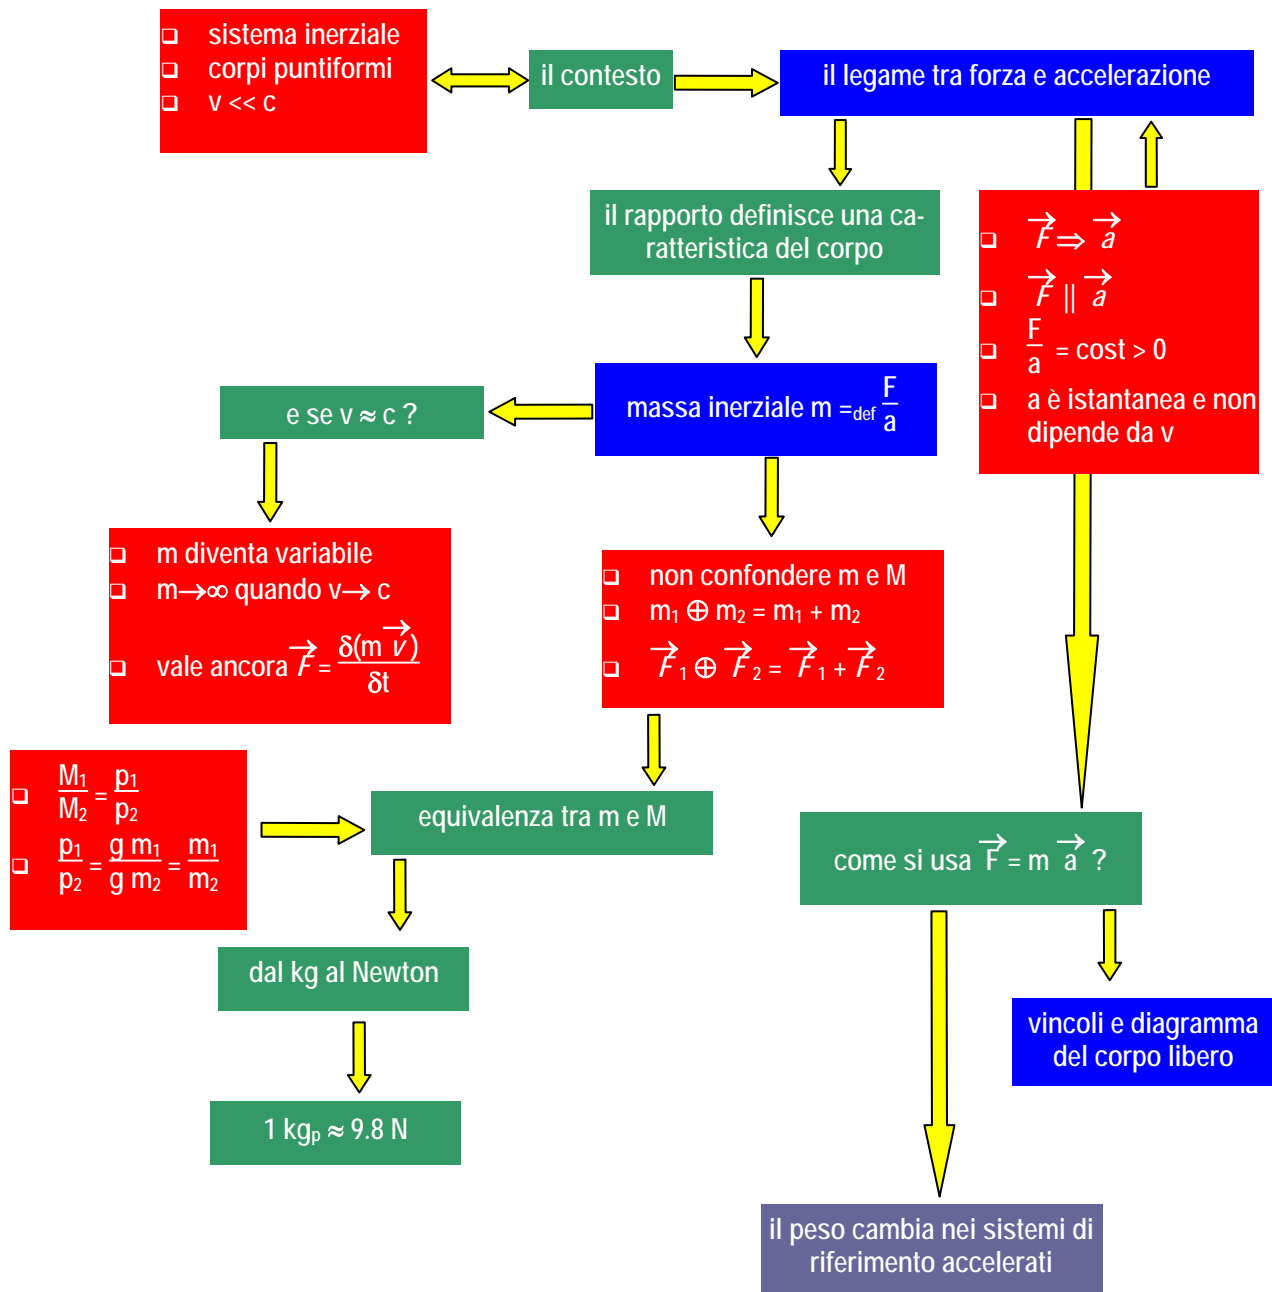 ❑ sistema inerziale
❑ corpi puntiformi
❑ v << c
il contesto
il legame tra forza e accelerazione
il rapporto definisce una ca-
ratteristica del corpo
❑ F⃗ ⇒ a⃗
❑ F⃗ || a⃗
❑ F/a = cost > 0
❑ a è istantanea e non
dipende da v
massa inerziale m =def F/a
e se v ≈ c ?
❑ m diventa variabile
❑ m→∞ quando v→ c
❑ vale ancora F⃗ = δ(m v⃗)/δt
❑ non confondere m e M
❑ m₁ ⊕ m₂ = m₁ + m₂
❑ F⃗₁ ⊕ F⃗₂ = F⃗₁ + F⃗₂
❑ M₁/M₂ = p₁/p₂
❑ p₁/p₂ = g m₁/g m₂ = m₁/m₂
equivalenza tra m e M
come si usa F⃗ = m a⃗ ?
dal kg al Newton
vincoli e diagramma
del corpo libero
1 kgₚ ≈ 9.8 N
il peso cambia nei sistemi di
riferimento accelerati